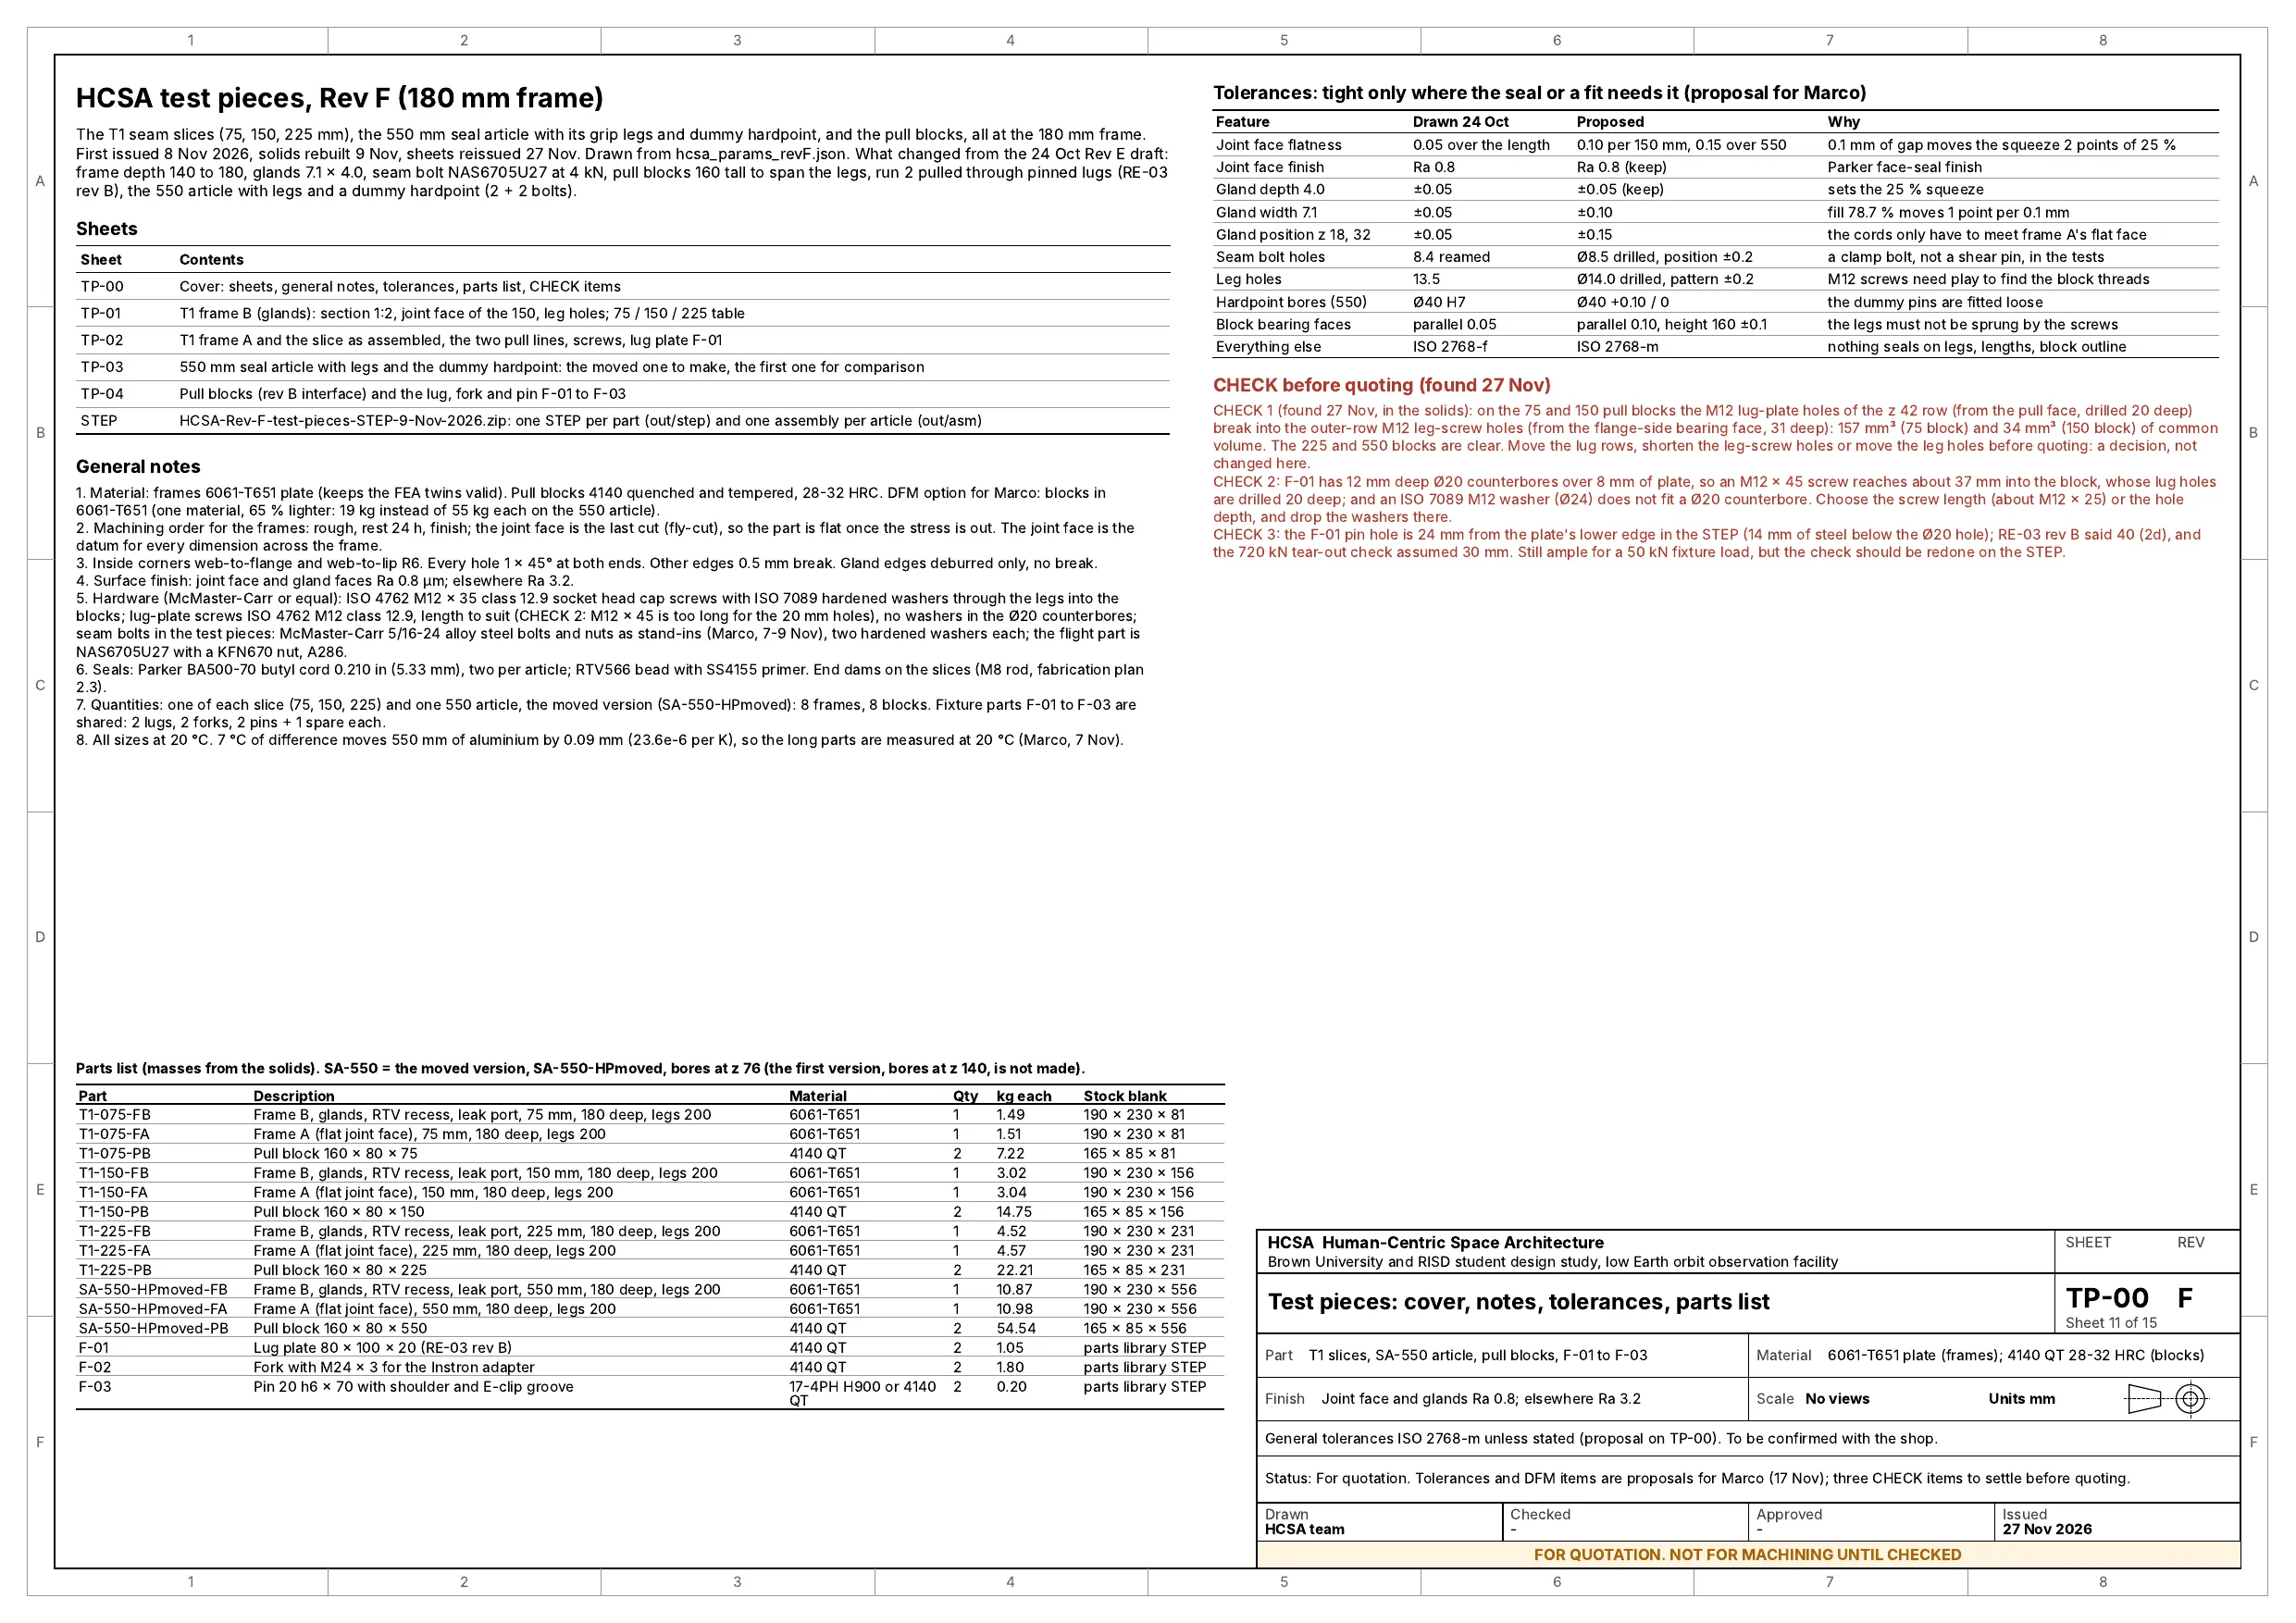 1 2 3 4 5 6 7 8
A
B
C
D
E
F
HCSA test pieces, Rev F (180 mm frame)
The T1 seam slices (75, 150, 225 mm), the 550 mm seal article with its grip legs and dummy hardpoint, and the pull blocks, all at the 180 mm frame.
First issued 8 Nov 2026, solids rebuilt 9 Nov, sheets reissued 27 Nov. Drawn from hcsa_params_revF.json. What changed from the 24 Oct Rev E draft:
frame depth 140 to 180, glands 7.1 × 4.0, seam bolt NAS6705U27 at 4 kN, pull blocks 160 tall to span the legs, run 2 pulled through pinned lugs (RE-03
rev B), the 550 article with legs and a dummy hardpoint (2 + 2 bolts).
Sheets
Sheet Contents
TP-00 Cover: sheets, general notes, tolerances, parts list, CHECK items
TP-01 T1 frame B (glands): section 1:2, joint face of the 150, leg holes; 75 / 150 / 225 table
TP-02 T1 frame A and the slice as assembled, the two pull lines, screws, lug plate F-01
TP-03 550 mm seal article with legs and the dummy hardpoint: the moved one to make, the first one for comparison
TP-04 Pull blocks (rev B interface) and the lug, fork and pin F-01 to F-03
STEP HCSA-Rev-F-test-pieces-STEP-9-Nov-2026.zip: one STEP per part (out/step) and one assembly per article (out/asm)
General notes
1. Material: frames 6061-T651 plate (keeps the FEA twins valid). Pull blocks 4140 quenched and tempered, 28-32 HRC. DFM option for Marco: blocks in
6061-T651 (one material, 65 % lighter: 19 kg instead of 55 kg each on the 550 article).
2. Machining order for the frames: rough, rest 24 h, finish; the joint face is the last cut (fly-cut), so the part is flat once the stress is out. The joint face is the
datum for every dimension across the frame.
3. Inside corners web-to-flange and web-to-lip R6. Every hole 1 × 45° at both ends. Other edges 0.5 mm break. Gland edges deburred only, no break.
4. Surface finish: joint face and gland faces Ra 0.8 µm; elsewhere Ra 3.2.
5. Hardware (McMaster-Carr or equal): ISO 4762 M12 × 35 class 12.9 socket head cap screws with ISO 7089 hardened washers through the legs into the
blocks; lug-plate screws ISO 4762 M12 class 12.9, length to suit (CHECK 2: M12 × 45 is too long for the 20 mm holes), no washers in the Ø20 counterbores;
seam bolts in the test pieces: McMaster-Carr 5/16-24 alloy steel bolts and nuts as stand-ins (Marco, 7-9 Nov), two hardened washers each; the flight part is
NAS6705U27 with a KFN670 nut, A286.
6. Seals: Parker BA500-70 butyl cord 0.210 in (5.33 mm), two per article; RTV566 bead with SS4155 primer. End dams on the slices (M8 rod, fabrication plan
2.3).
7. Quantities: one of each slice (75, 150, 225) and one 550 article, the moved version (SA-550-HPmoved): 8 frames, 8 blocks. Fixture parts F-01 to F-03 are
shared: 2 lugs, 2 forks, 2 pins + 1 spare each.
8. All sizes at 20 °C. 7 °C of difference moves 550 mm of aluminium by 0.09 mm (23.6e-6 per K), so the long parts are measured at 20 °C (Marco, 7 Nov).
Tolerances: tight only where the seal or a fit needs it (proposal for Marco)
Feature Drawn 24 Oct Proposed Why
Joint face flatness 0.05 over the length 0.10 per 150 mm, 0.15 over 550 0.1 mm of gap moves the squeeze 2 points of 25 %
Joint face finish Ra 0.8 Ra 0.8 (keep) Parker face-seal finish
Gland depth 4.0 ±0.05 ±0.05 (keep) sets the 25 % squeeze
Gland width 7.1 ±0.05 ±0.10 fill 78.7 % moves 1 point per 0.1 mm
Gland position z 18, 32 ±0.05 ±0.15 the cords only have to meet frame A's flat face
Seam bolt holes 8.4 reamed Ø8.5 drilled, position ±0.2 a clamp bolt, not a shear pin, in the tests
Leg holes 13.5 Ø14.0 drilled, pattern ±0.2 M12 screws need play to find the block threads
Hardpoint bores (550) Ø40 H7 Ø40 +0.10 / 0 the dummy pins are fitted loose
Block bearing faces parallel 0.05 parallel 0.10, height 160 ±0.1 the legs must not be sprung by the screws
Everything else ISO 2768-f ISO 2768-m nothing seals on legs, lengths, block outline
CHECK before quoting (found 27 Nov)
CHECK 1 (found 27 Nov, in the solids): on the 75 and 150 pull blocks the M12 lug-plate holes of the z 42 row (from the pull face, drilled 20 deep)
break into the outer-row M12 leg-screw holes (from the flange-side bearing face, 31 deep): 157 mm³ (75 block) and 34 mm³ (150 block) of common
volume. The 225 and 550 blocks are clear. Move the lug rows, shorten the leg-screw holes or move the leg holes before quoting: a decision, not
changed here.
CHECK 2: F-01 has 12 mm deep Ø20 counterbores over 8 mm of plate, so an M12 × 45 screw reaches about 37 mm into the block, whose lug holes
are drilled 20 deep; and an ISO 7089 M12 washer (Ø24) does not fit a Ø20 counterbore. Choose the screw length (about M12 × 25) or the hole
depth, and drop the washers there.
CHECK 3: the F-01 pin hole is 24 mm from the plate's lower edge in the STEP (14 mm of steel below the Ø20 hole); RE-03 rev B said 40 (2d), and
the 720 kN tear-out check assumed 30 mm. Still ample for a 50 kN fixture load, but the check should be redone on the STEP.
Parts list (masses from the solids). SA-550 = the moved version, SA-550-HPmoved, bores at z 76 (the first version, bores at z 140, is not made).
Part Description Material Qty kg each Stock blank
T1-075-FB Frame B, glands, RTV recess, leak port, 75 mm, 180 deep, legs 200 6061-T651 1 1.49 190 × 230 × 81
T1-075-FA Frame A (flat joint face), 75 mm, 180 deep, legs 200 6061-T651 1 1.51 190 × 230 × 81
T1-075-PB Pull block 160 × 80 × 75 4140 QT 2 7.22 165 × 85 × 81
T1-150-FB Frame B, glands, RTV recess, leak port, 150 mm, 180 deep, legs 200 6061-T651 1 3.02 190 × 230 × 156
T1-150-FA Frame A (flat joint face), 150 mm, 180 deep, legs 200 6061-T651 1 3.04 190 × 230 × 156
T1-150-PB Pull block 160 × 80 × 150 4140 QT 2 14.75 165 × 85 × 156
T1-225-FB Frame B, glands, RTV recess, leak port, 225 mm, 180 deep, legs 200 6061-T651 1 4.52 190 × 230 × 231
T1-225-FA Frame A (flat joint face), 225 mm, 180 deep, legs 200 6061-T651 1 4.57 190 × 230 × 231
T1-225-PB Pull block 160 × 80 × 225 4140 QT 2 22.21 165 × 85 × 231
SA-550-HPmoved-FB Frame B, glands, RTV recess, leak port, 550 mm, 180 deep, legs 200 6061-T651 1 10.87 190 × 230 × 556
SA-550-HPmoved-FA Frame A (flat joint face), 550 mm, 180 deep, legs 200 6061-T651 1 10.98 190 × 230 × 556
SA-550-HPmoved-PB Pull block 160 × 80 × 550 4140 QT 2 54.54 165 × 85 × 556
F-01 Lug plate 80 × 100 × 20 (RE-03 rev B) 4140 QT 2 1.05 parts library STEP
F-02 Fork with M24 × 3 for the Instron adapter 4140 QT 2 1.80 parts library STEP
F-03 Pin 20 h6 × 70 with shoulder and E-clip groove 17-4PH H900 or 4140 2 0.20 parts library STEP
QT
HCSA Human-Centric Space Architecture
Brown University and RISD student design study, low Earth orbit observation facility
SHEET REV
Test pieces: cover, notes, tolerances, parts list
TP-00 F
Sheet 11 of 15
Part T1 slices, SA-550 article, pull blocks, F-01 to F-03
Material 6061-T651 plate (frames); 4140 QT 28-32 HRC (blocks)
Finish Joint face and glands Ra 0.8; elsewhere Ra 3.2
Scale No views Units mm
General tolerances ISO 2768-m unless stated (proposal on TP-00). To be confirmed with the shop.
Status: For quotation. Tolerances and DFM items are proposals for Marco (17 Nov); three CHECK items to settle before quoting.
Drawn Checked Approved Issued
HCSA team - - 27 Nov 2026
FOR QUOTATION. NOT FOR MACHINING UNTIL CHECKED
A
B
C
D
E
F
1 2 3 4 5 6 7 8